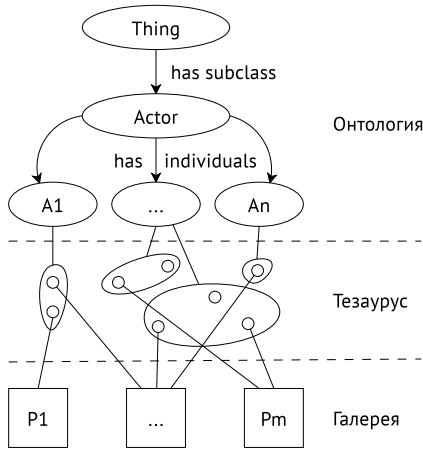 Thing
has subclass
Actor
Онтология
has individuals
A1
...
An
Тезаурус
P1
...
Pm
Галерея